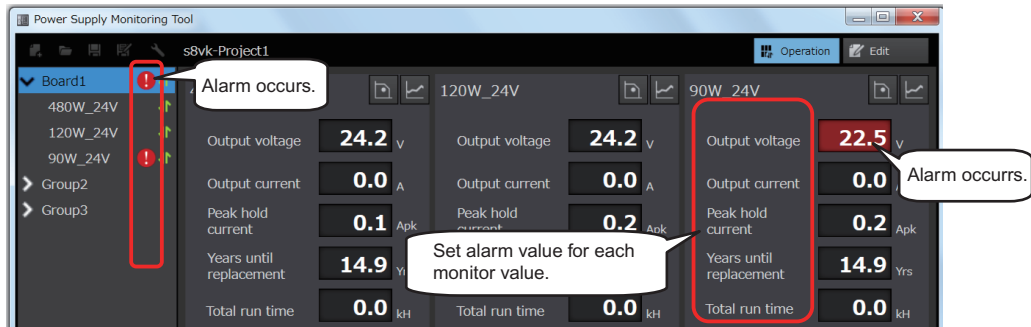 Power Supply Monitoring Tool
s8vk-Project1
Operation
Edit
Board1
480W_24V
120W_24V
90W_24V
Group2
Group3
Alarm occurs.
Output voltage 24.2 V
Output current 0.0 A
Peak hold
current 0.1 Apk
Years until
replacement 14.9
Total run time 0.0 kH
120W_24V
Output voltage 24.2 V
Output current 0.0 A
Peak hold
0.2 Apk
Set alarm value for each
monitor value.
Total run time 0.0 kH
90W_24V
Output voltage 22.5 V
Output current 0.0
Alarm occurrs.
Peak hold
current 0.2 Apk
Years until
replacement 14.9 Yrs
Total run time 0.0 kH